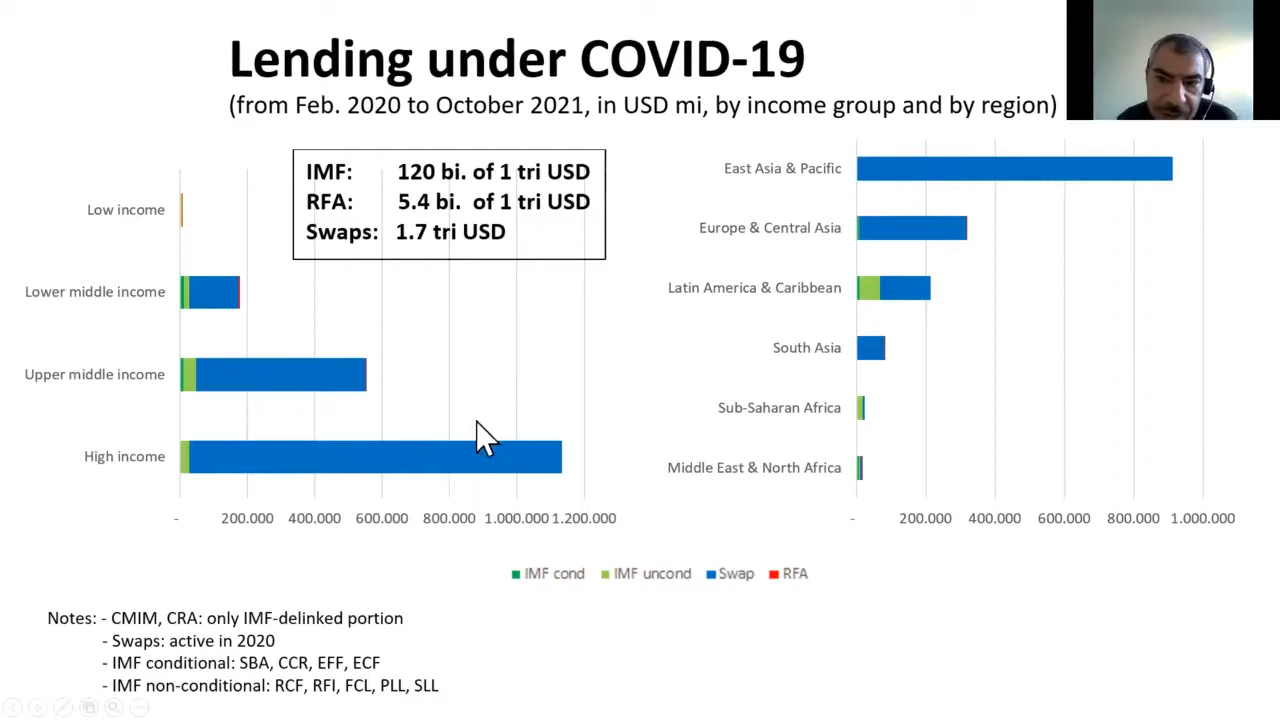 Lending under COVID-19
(from Feb. 2020 to October 2021, in USD mi, by income group and by region)
IMF: 120 bi. of 1 tri USD
RFA: 5.4 bi. of 1 tri USD
Swaps: 1.7 tri USD
Low income
Lower middle income
Upper middle income
High income
- 200.000 400.000 600.000 800.000 1.000.000 1.200.000
East Asia & Pacific
Europe & Central Asia
Latin America & Caribbean
South Asia
Sub-Saharan Africa
Middle East & North Africa
- 200.000 400.000 600.000 800.000 1.000.000
IMF cond IMF uncond Swap RFA
Notes: - CMIM, CRA: only IMF-delinked portion
- Swaps: active in 2020
- IMF conditional: SBA, CCR, EFF, ECF
- IMF non-conditional: RCF, RFI, FCL, PLL, SLL